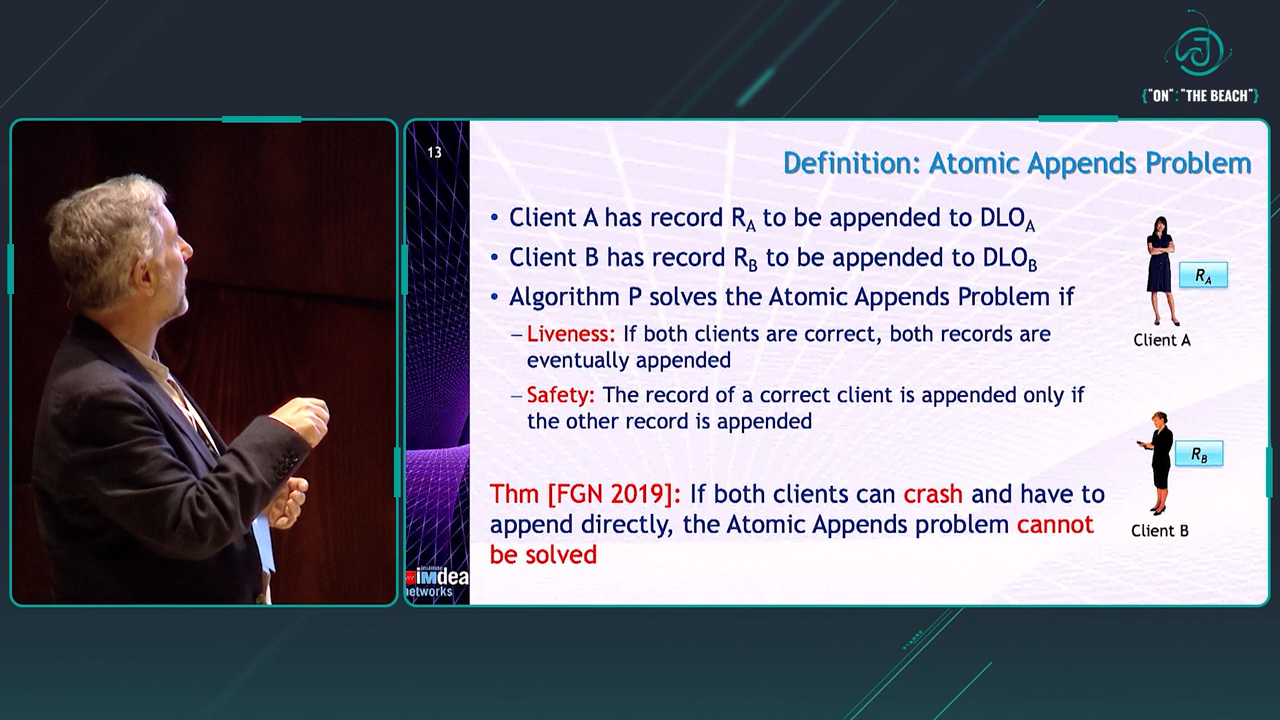 {"ON":"THE BEACH"}
13
Definition: Atomic Appends Problem
• Client A has record RA to be appended to DLOA
• Client B has record RB to be appended to DLOB
• Algorithm P solves the Atomic Appends Problem if
– Liveness: If both clients are correct, both records are
eventually appended
– Safety: The record of a correct client is appended only if
the other record is appended
Thm [FGN 2019]: If both clients can crash and have to
append directly, the Atomic Appends problem cannot
be solved
RA
Client A
RB
Client B
imdea
networks